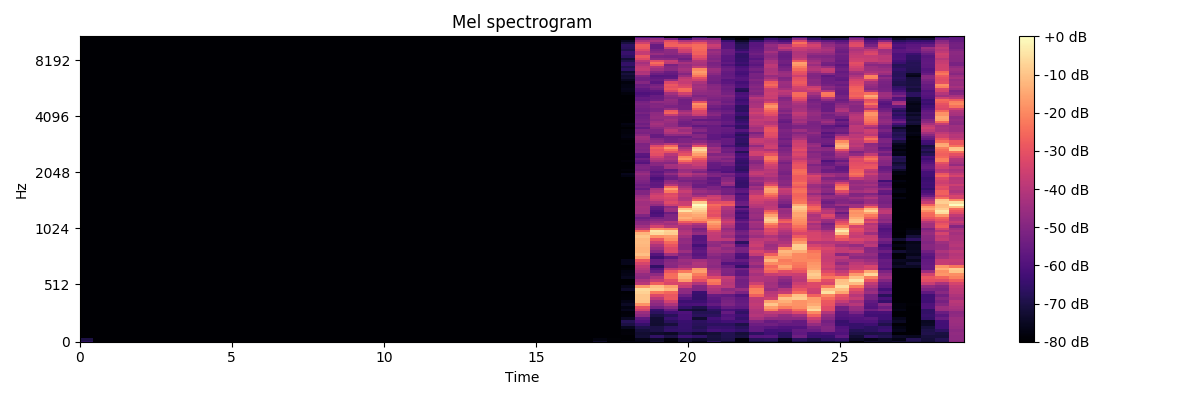 Mel spectrogram
+0 dB
8192
-10 dB
4096
-20 dB
-30 dB
2048
Hz
-40 dB
1024
-50 dB
512
-60 dB
-70 dB
0
-80 dB
0 5 10 15 20 25
Time